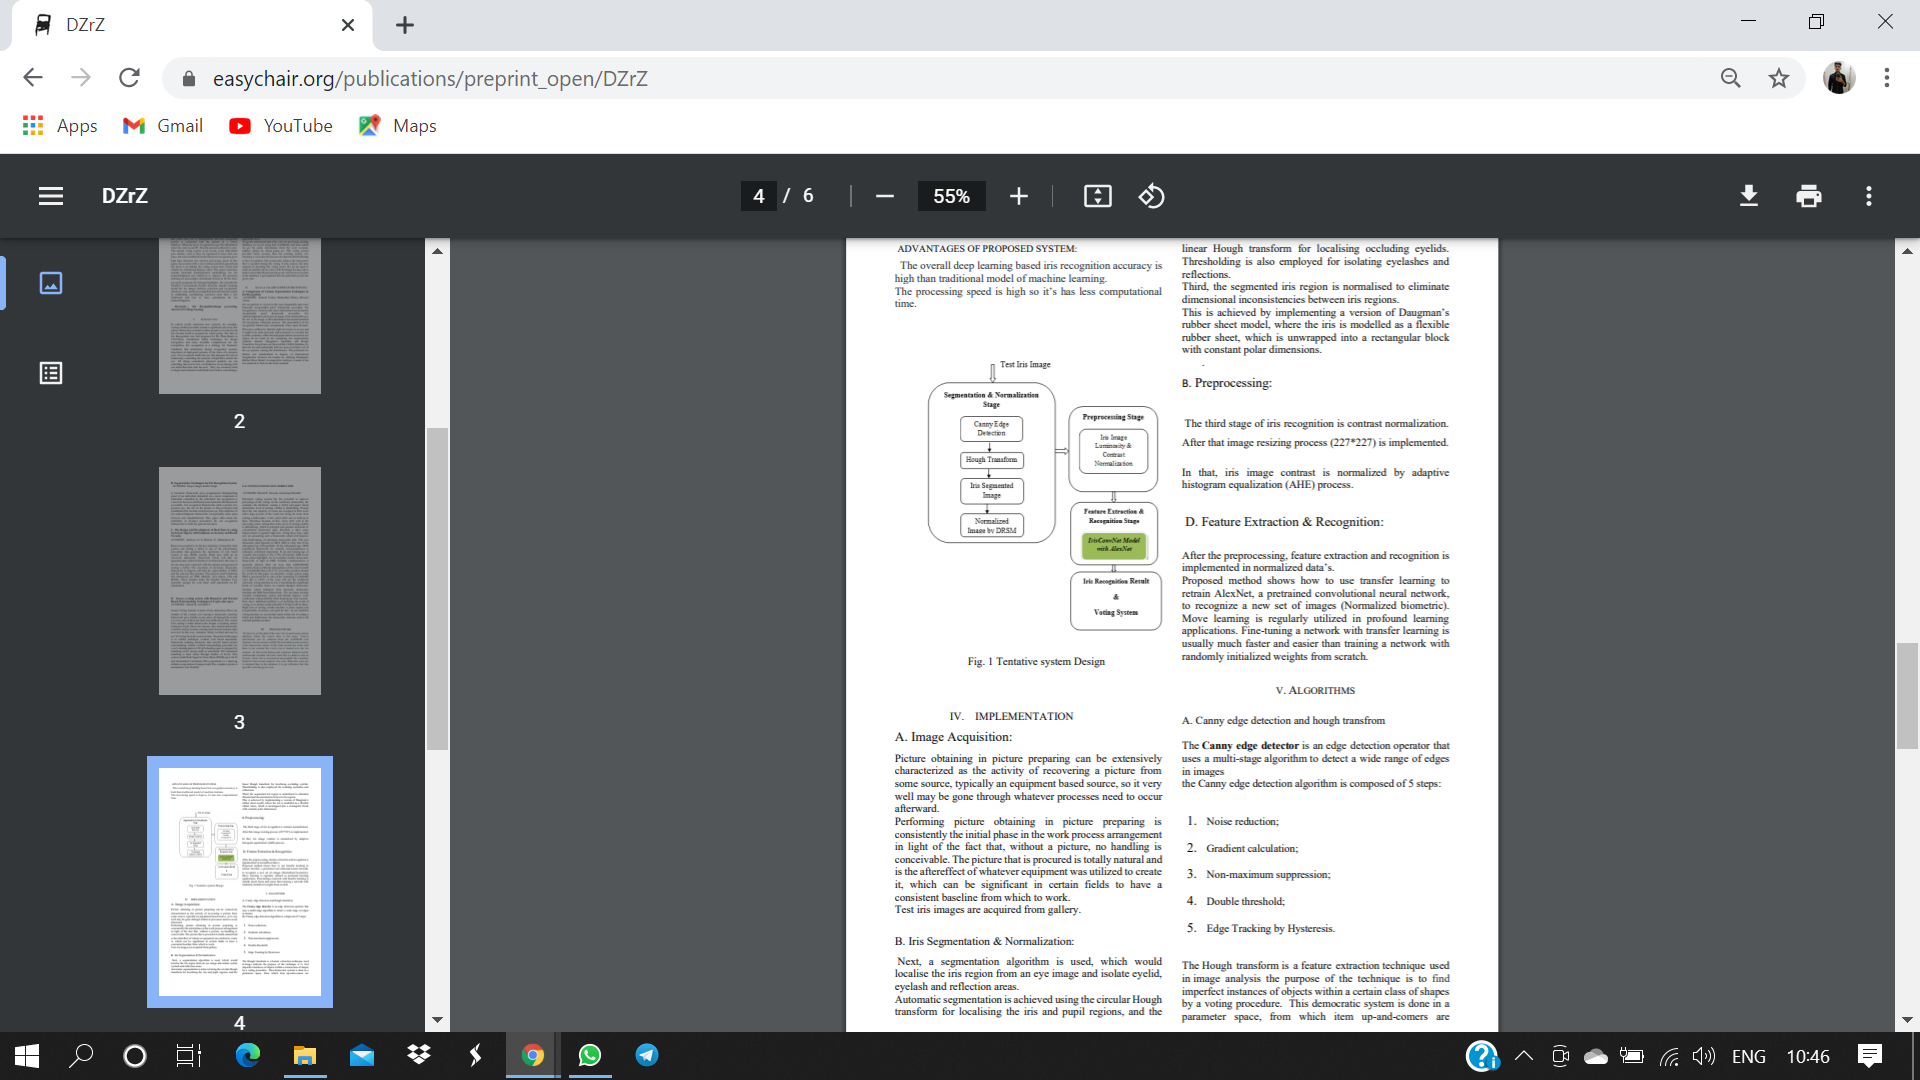 DZrZ
easychair.org/publications/preprint_open/DZrZ
Apps
Gmail
YouTube
Maps
DZrZ
4 / 6
55%
2
3
4
ADVANTAGES OF PROPOSED SYSTEM:
The overall deep learning based iris recognition accuracy is
high than traditional model of machine learning.
The processing speed is high so it's has less computational
time.
Test Iris Image
Segmentation & Normalization
Stage
Canny Edge
Detection
Hough Transform
Iris Segmented
Image
Normalized
Image by DRSM
Preprocessing Stage
Iris Image
Luminosity &
Contrast
Normalization
Feature Extraction &
Recognition Stage
IrisConvNet Model
with AlexNet
Iris Recognition Result
&
Voting System
Fig. 1 Tentative system Design
IV. IMPLEMENTATION
A. Image Acquisition:
Picture obtaining in picture preparing can be extensively
characterized as the activity of recovering a picture from
some source, typically an equipment based source, so it very
well may be gone through whatever processes need to occur
afterward.
Performing picture obtaining in picture preparing is
consistently the initial phase in the work process arrangement
in light of the fact that, without a picture, no handling is
conceivable. The picture that is procured is totally natural and
is the aftereffect of whatever equipment was utilized to create
it, which can be significant in certain fields to have a
consistent baseline from which to work.
Test iris images are acquired from gallery.
B. Iris Segmentation & Normalization:
Next, a segmentation algorithm is used, which would
localise the iris region from an eye image and isolate eyelid,
eyelash and reflection areas.
Automatic segmentation is achieved using the circular Hough
transform for localising the iris and pupil regions, and the
linear Hough transform for localising occluding eyelids.
Thresholding is also employed for isolating eyelashes and
reflections.
Third, the segmented iris region is normalised to eliminate
dimensional inconsistencies between iris regions.
This is achieved by implementing a version of Daugman's
rubber sheet model, where the iris is modelled as a flexible
rubber sheet, which is unwrapped into a rectangular block
with constant polar dimensions.
.
B. Preprocessing:
The third stage of iris recognition is contrast normalization.
After that image resizing process (227*227) is implemented.
In that, iris image contrast is normalized by adaptive
histogram equalization (AHE) process.
D. Feature Extraction & Recognition:
After the preprocessing, feature extraction and recognition is
implemented in normalized data's.
Proposed method shows how to use transfer learning to
retrain AlexNet, a pretrained convolutional neural network,
to recognize a new set of images (Normalized biometric).
Move learning is regularly utilized in profound learning
applications. Fine-tuning a network with transfer learning is
usually much faster and easier than training a network with
randomly initialized weights from scratch.
V. ALGORITHMS
A. Canny edge detection and hough transfrom
The Canny edge detector is an edge detection operator that
uses a multi-stage algorithm to detect a wide range of edges
in images
the Canny edge detection algorithm is composed of 5 steps:
1. Noise reduction;
2. Gradient calculation;
3. Non-maximum suppression;
4. Double threshold;
5. Edge Tracking by Hysteresis.
The Hough transform is a feature extraction technique used
in image analysis the purpose of the technique is to find
imperfect instances of objects within a certain class of shapes
by a voting procedure. This democratic system is done in a
parameter space, from which item up-and-comers are
ENG
10:46